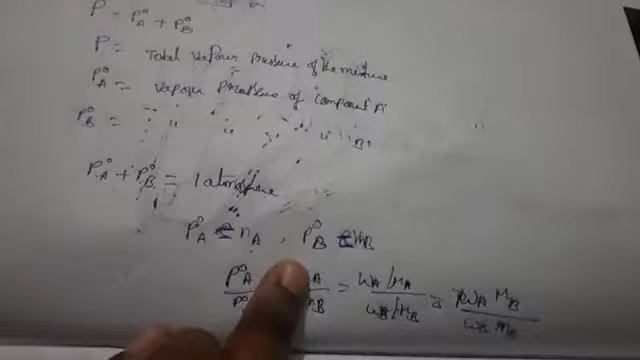 P = P°A + P°B
P = Total vapour pressure of the mixture
P°A = vapour pressure of component 'A'
P°B = " " " " " 'B'
P°A + P°B = 1 atmosphere
P°A = nA , P°B = nB
P°A / P° A / nB = WA/MA / WB/MB = WA MB / WB MA